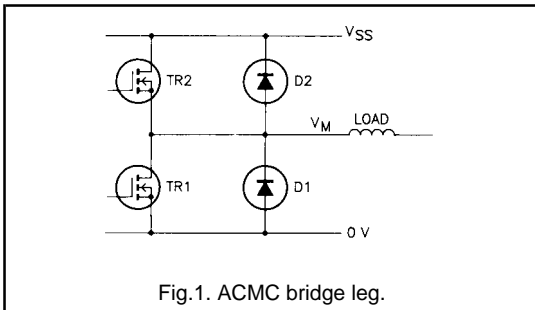 VSS
TR2
D2
VM
LOAD
TR1
D1
0 V
Fig.1. ACMC bridge leg.